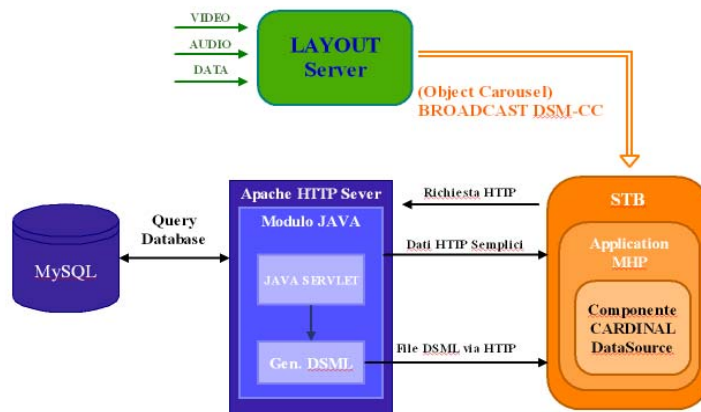 VIDEO
AUDIO
DATA
LAYOUT
Server
(Object Carousel)
BROADCAST DSM-CC
MySQL
Query
Database
Apache HTTP Sever
Modulo JAVA
JAVA SERVLET
Gen. DSML
Richiesta HTTP
Dati HTTP Semplici
File DSML via HTTP
STB
Application
MHP
Componente
CARDINAL
DataSource